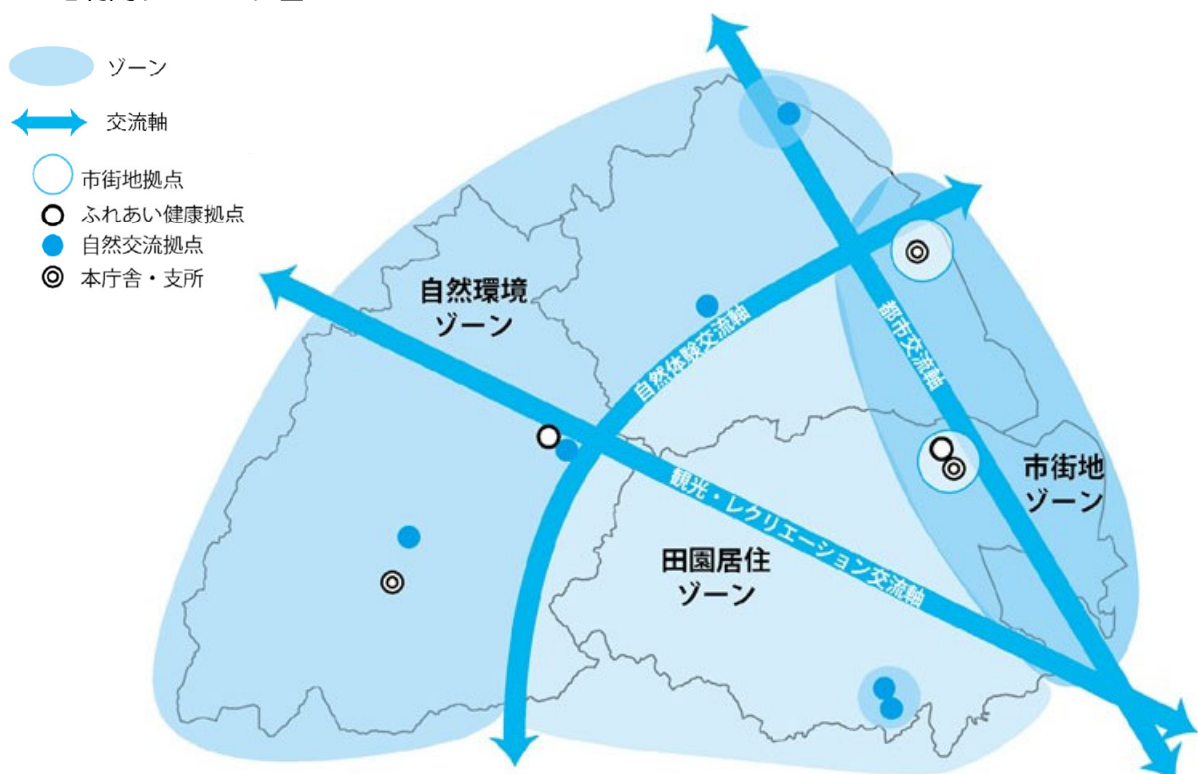 ゾーン
交流軸
市街地拠点
ふれあい健康拠点
自然交流拠点
本庁舎・支所
自然環境
ゾーン
自然体験交流軸
都市交流軸
市街地
ゾーン
観光・レクリエーション交流軸
田園居住
ゾーン